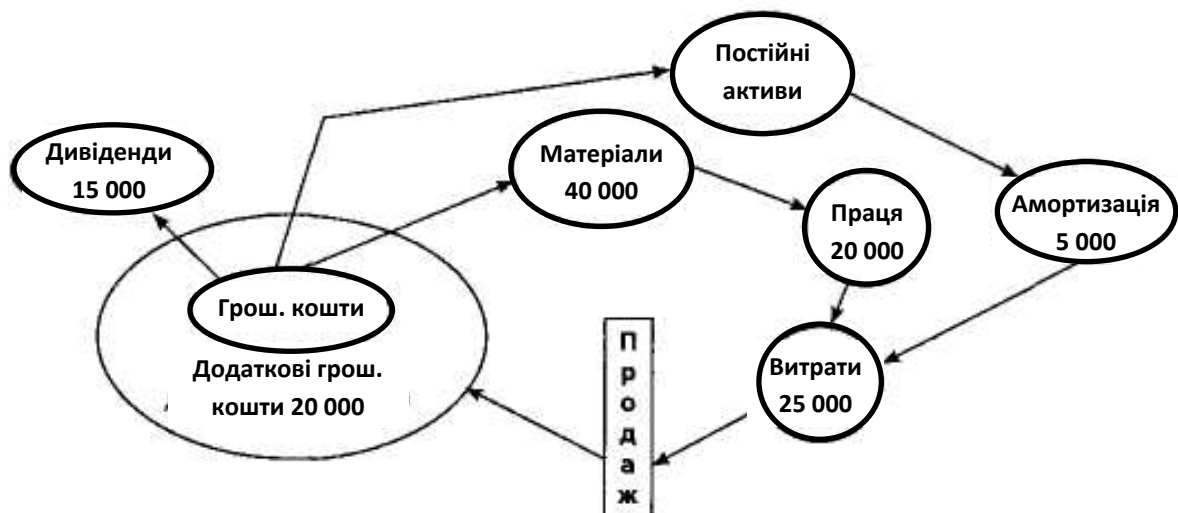 Постійні
активи
Дивіденди
15 000
Матеріали
40 000
Праця
20 000
Амортизація
5 000
Грош. кошти
Додаткові грош.
кошти 20 000
Продаж
Витрати
25 000